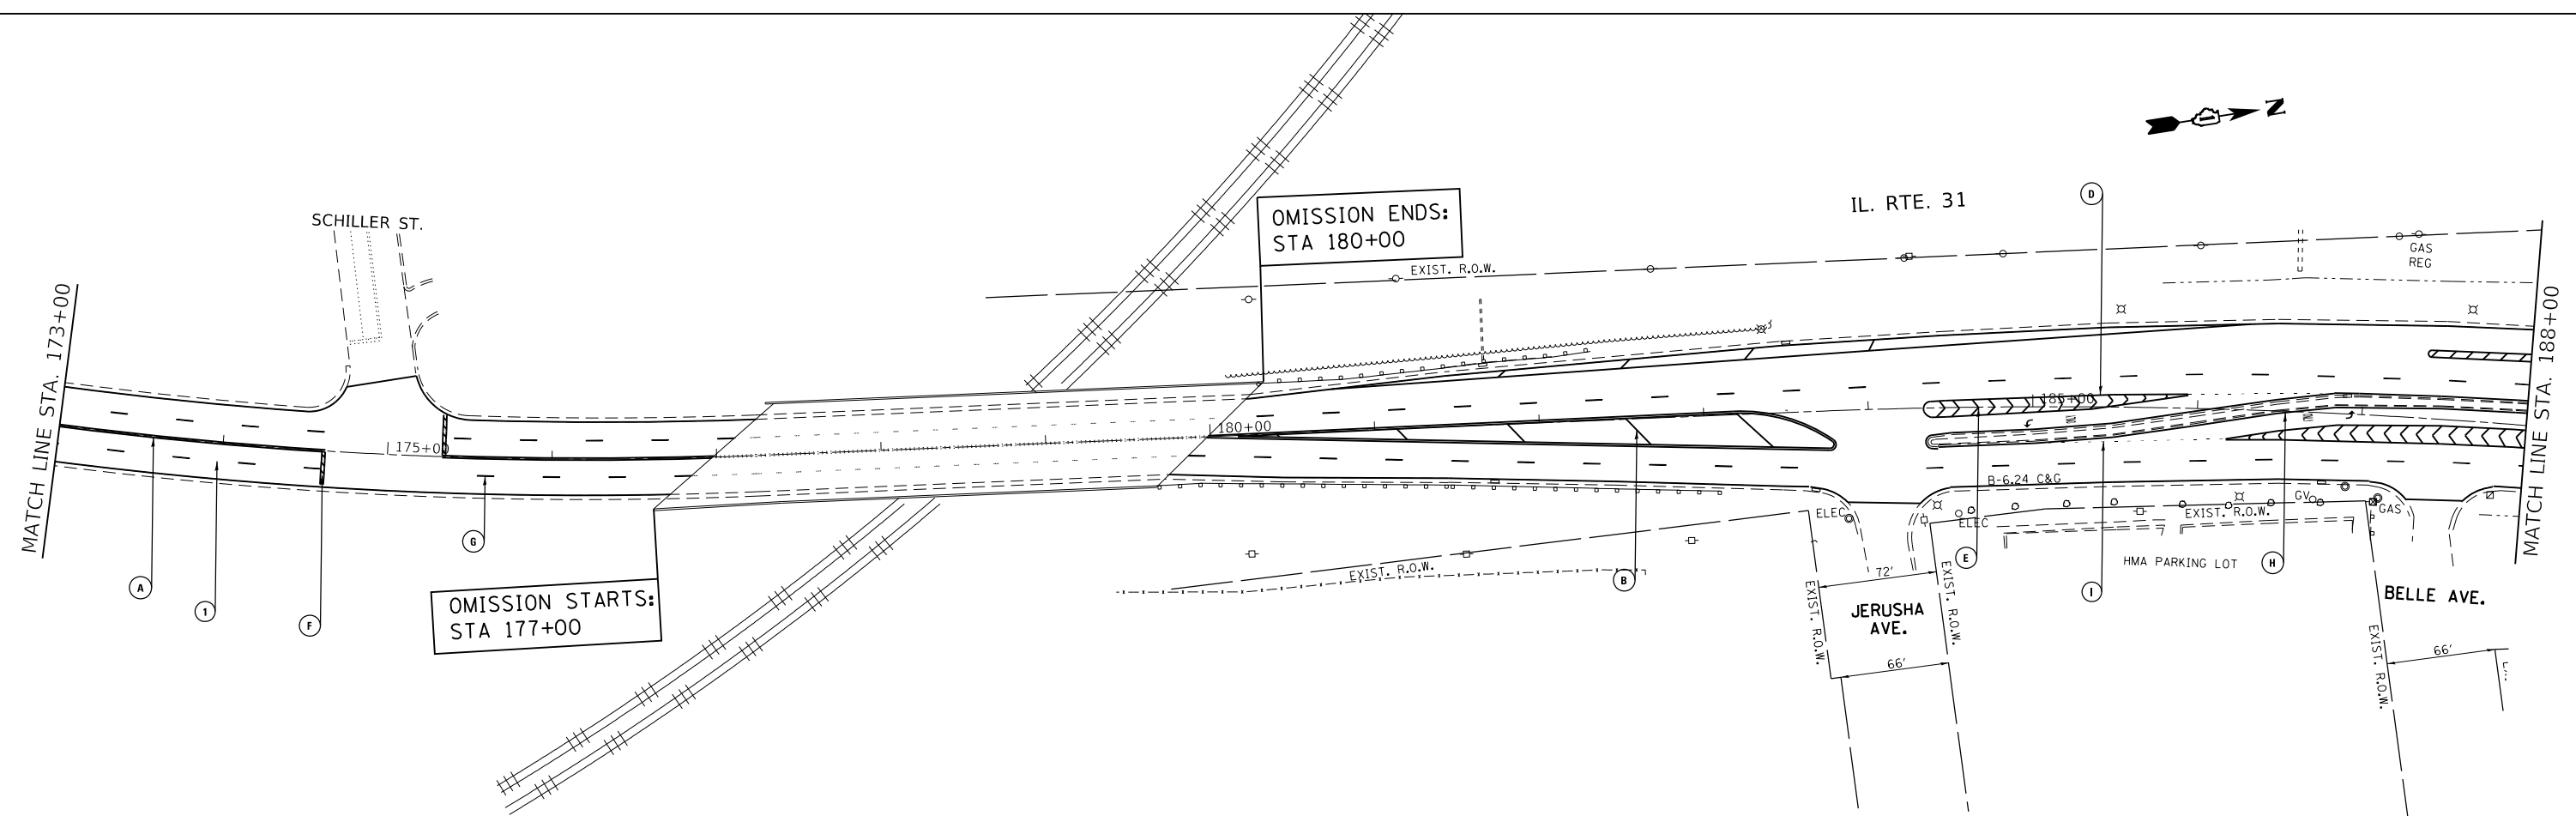 N
D
IL. RTE. 31
SCHILLER ST.
OMISSION ENDS:
STA 180+00
EXIST. R.O.W.
GAS
REG
MATCH LINE STA. 173+00
MATCH LINE STA. 188+00
185+00
180+00
175+00
B-6.24 C&G
GV
GAS
EXIST. R.O.W.
ELEC
ELEC
G
E
HMA PARKING LOT
H
EXIST. R.O.W.
B
72'
A
1
F
I
OMISSION STARTS:
STA 177+00
JERUSHA
AVE.
BELLE AVE.
EXIST. R.O.W.
EXIST. R.O.W.
EXIST. R.O.W.
66'
66'